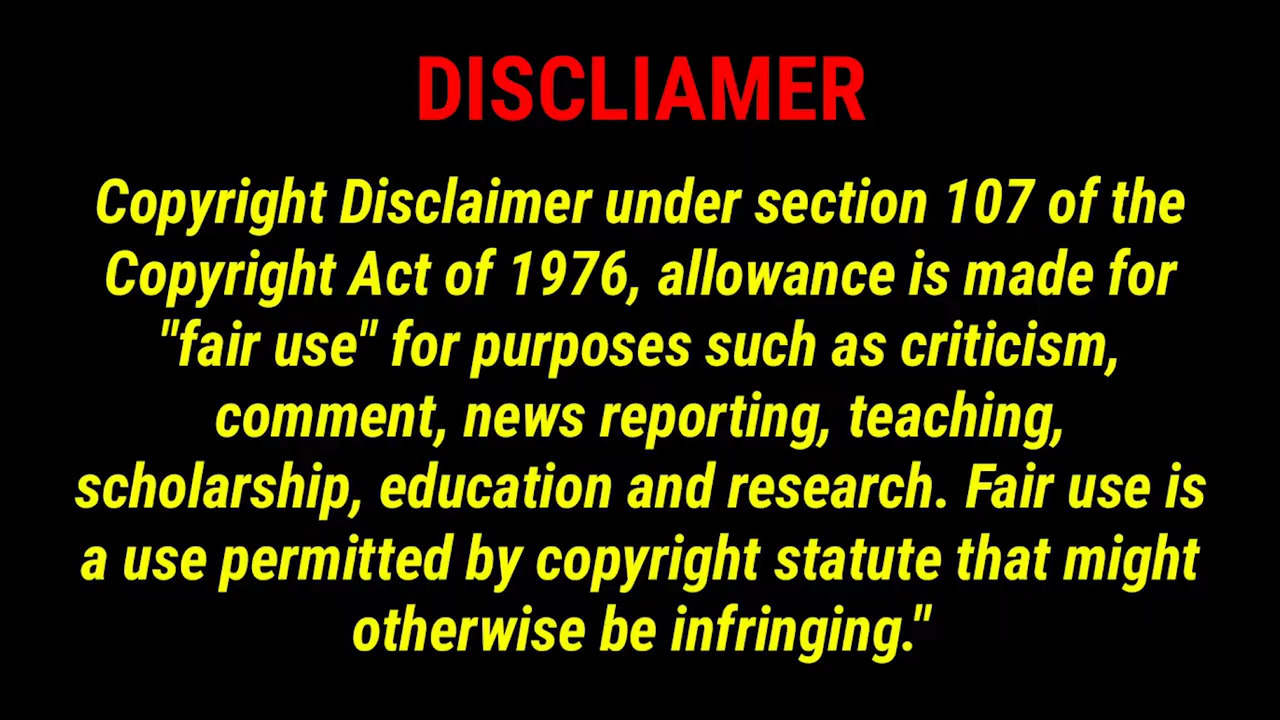 DISCLIAMER
Copyright Disclaimer under section 107 of the
Copyright Act of 1976, allowance is made for
"fair use" for purposes such as criticism,
comment, news reporting, teaching,
scholarship, education and research. Fair use is
a use permitted by copyright statute that might
otherwise be infringing."